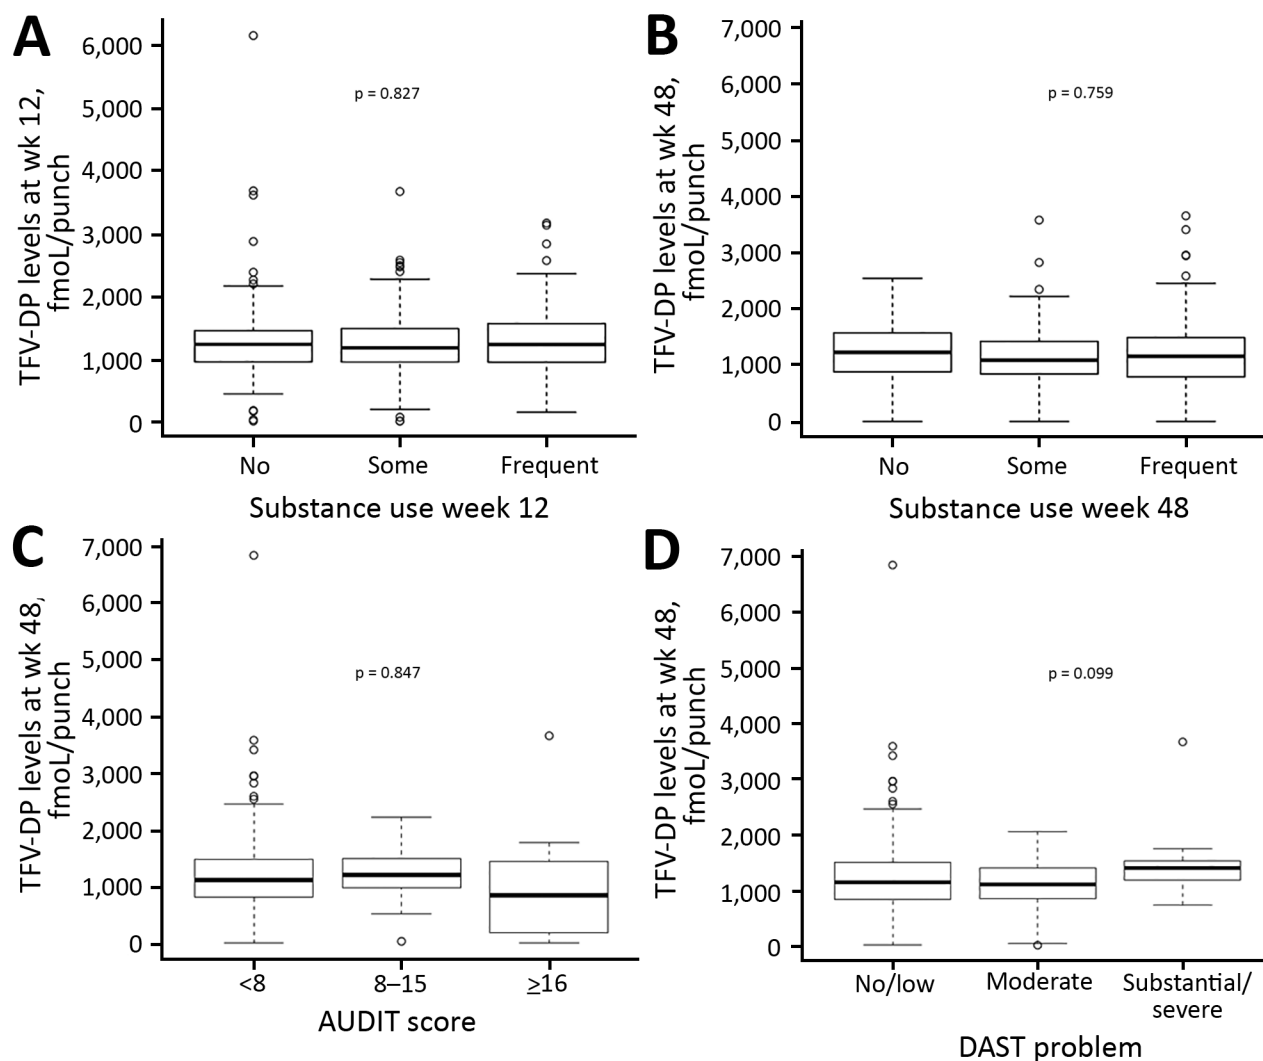 A
TFV-DP levels at wk 12,
fmoL/punch
6,000
5,000
4,000
3,000
2,000
1,000
0
p = 0.827
No
Some
Frequent
Substance use week 12
B
TFV-DP levels at wk 48,
fmoL/punch
7,000
6,000
5,000
4,000
3,000
2,000
1,000
0
p = 0.759
No
Some
Frequent
Substance use week 48
C
TFV-DP levels at wk 48,
fmoL/punch
7,000
6,000
5,000
4,000
3,000
2,000
1,000
0
p = 0.847
<8
8–15
≥16
AUDIT score
D
TFV-DP levels at wk 48,
fmoL/punch
7,000
6,000
5,000
4,000
3,000
2,000
1,000
0
p = 0.099
No/low
Moderate
Substantial/
severe
DAST problem